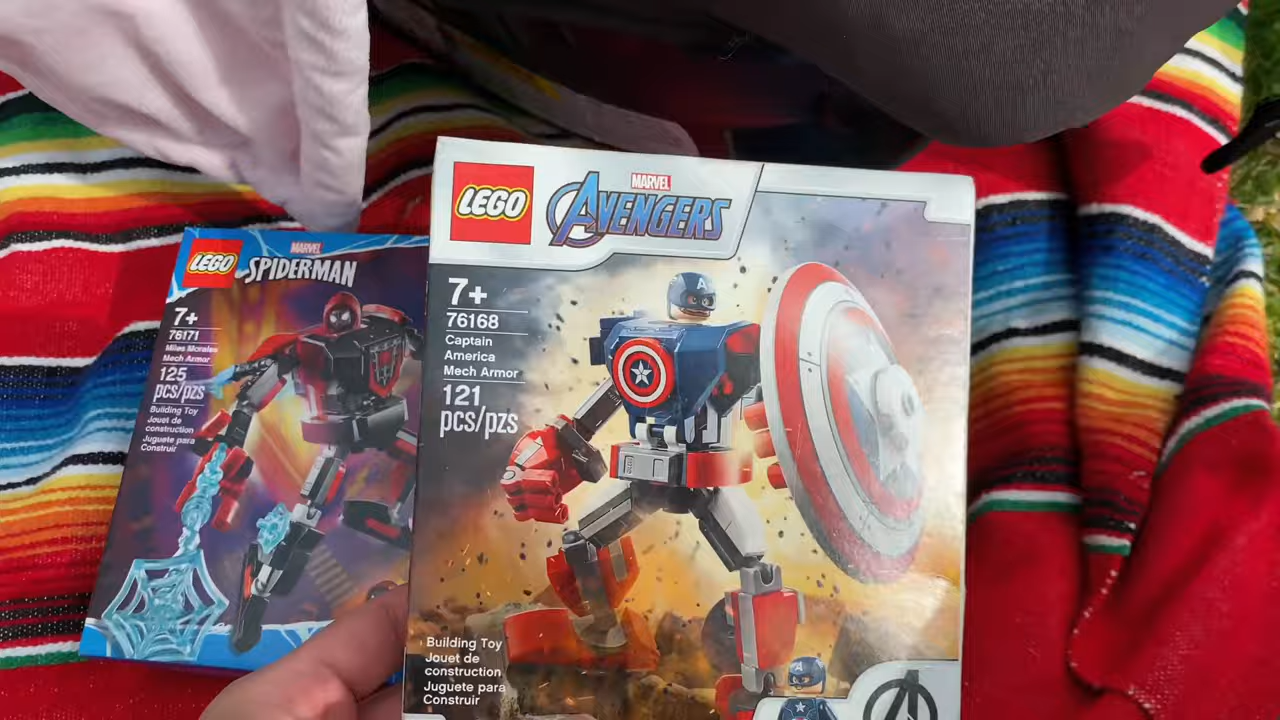 LEGO
MARVEL
SPIDERMAN
7+
76171
Miles Morales
Mech Armor
125
pcs/pzs
Building Toy
Jouet de
construction
Juguete para
Construir
LEGO
MARVEL
AVENGERS
7+
76168
Captain
America
Mech Armor
121
pcs/pzs
A
Building Toy
Jouet de
construction
Juguete para
Construir
A
A